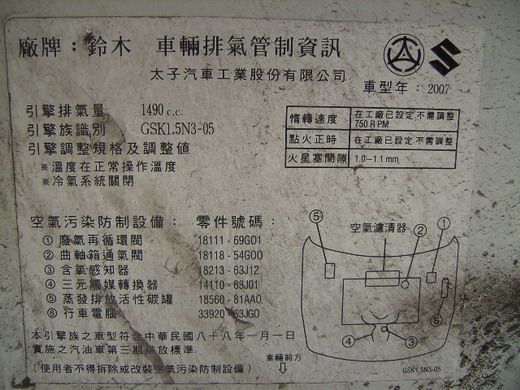 廠牌：鈴木 車輛排氣管制資訊
太子汽車工業股份有限公司
車型年：2007
引擎排氣量 1490 c.c.
引擎族識別 GSK1.5N3-05
引擎調整規格及調整值
※溫度在正常操作溫度
※冷氣系統關閉
惰轉速度 在工廠已設定不需調整 750 RPM
點火正時 在工廠已設定不需調整
火星塞間隙 1.0~1.1 mm
空氣污染防制設備： 零件號碼：
①廢氣再循環閥 18111-69G01
②曲軸箱通氣閥 18118-54G00
③含氧感知器 18213-63J12
④三元觸媒轉換器 14110-68J01
⑤蒸發排放活性碳罐 18560-81AA0
⑥行車電腦 33920-63JG0
⑤ 空氣濾清器 ② ①
⑥
④ ③
車輛前方
GSK1.5N3-05
本引擎族之車型符合中華民國八十八年一月一日
實施之汽油車第三期排放標準。
(使用者不得拆除或改裝空氣污染防制設備)